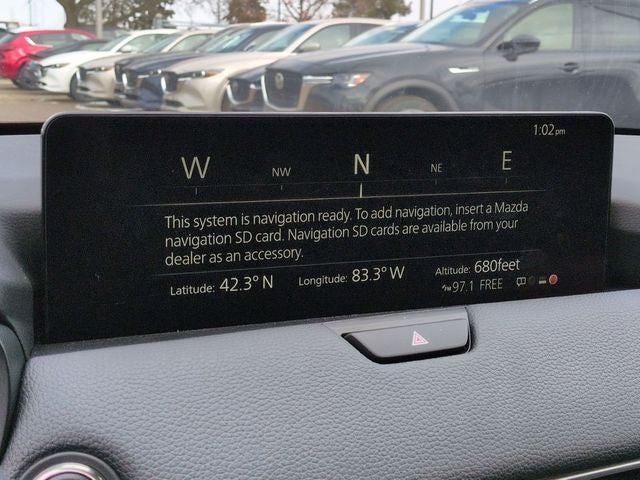 1:02pm
W NW N NE E
This system is navigation ready. To add navigation, insert a Mazda
navigation SD card. Navigation SD cards are available from your
dealer as an accessory.
Latitude: 42.3° N Longitude: 83.3° W Altitude: 680feet
97.1 FREE